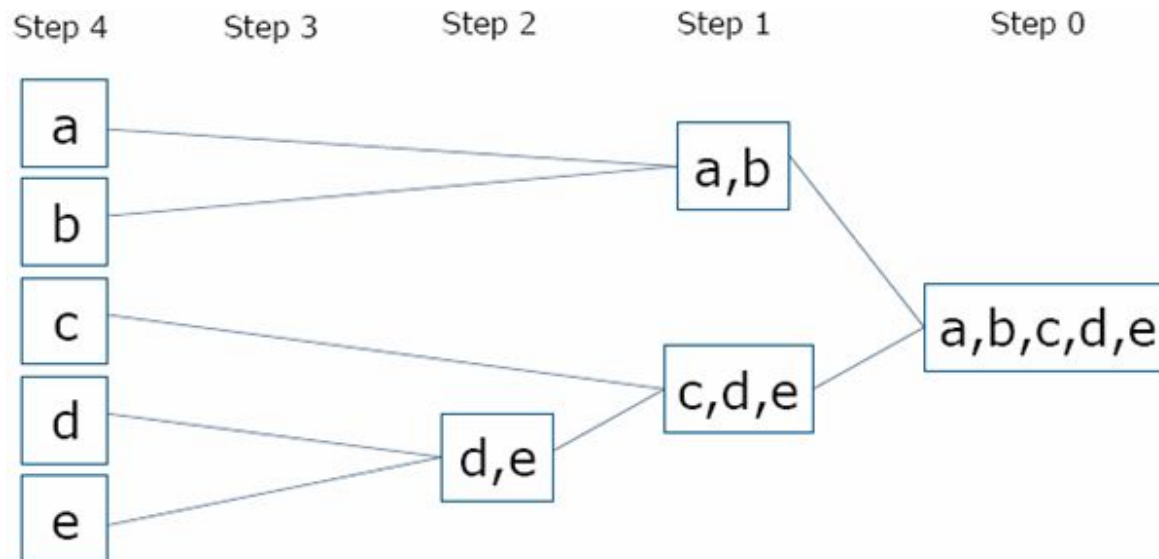 Step 4 Step 3 Step 2 Step 1 Step 0
a
a,b
b
c
a,b,c,d,e
c,d,e
d
d,e
e